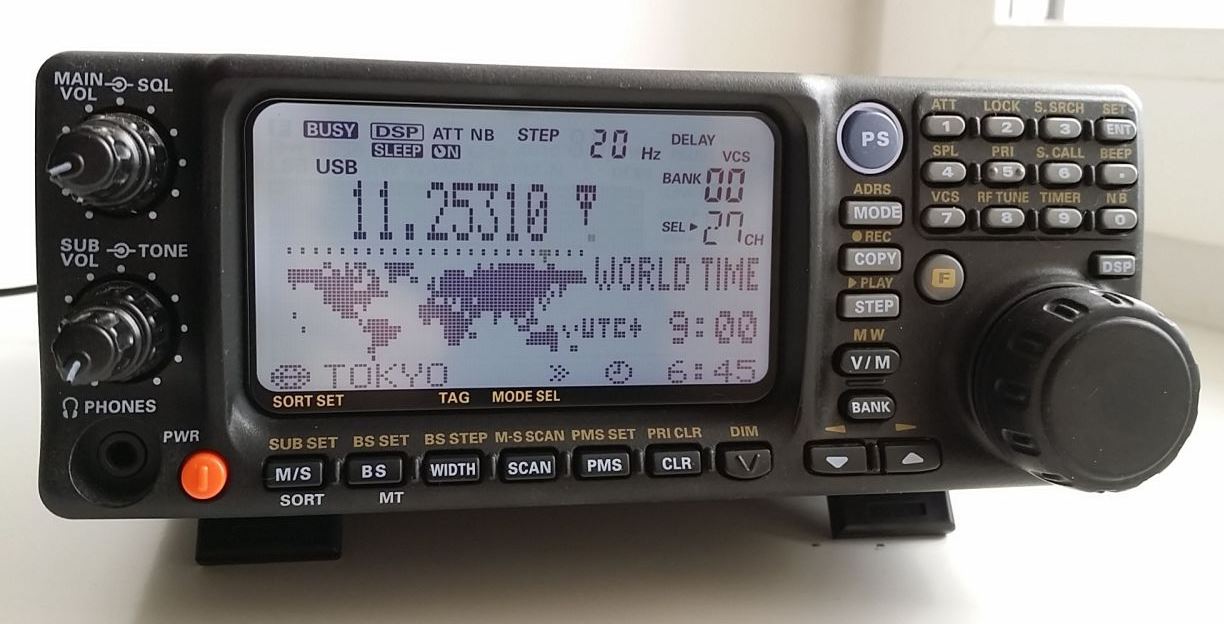 MAIN VOL SQL
SUB VOL TONE
PHONES
PWR
BUSY DSP ATT NB STEP 20 Hz DELAY
SLEEP ON
VCS
USB
BANK 00
11.25310
SEL 27 CH
WORLD TIME
UTC+ 9:00
TOKYO 6:45
SORT SET TAG MODE SEL
SUB SET BS SET BS STEP M-S SCAN PMS SET PRI CLR DIM
M/S BS WIDTH SCAN PMS CLR V
SORT MT
PS
ADRS
MODE
REC
COPY
PLAY
STEP
MW
V/M
BANK
ATT LOCK S.SRCH SET
1 2 3 ENT
SPL PRI S.CALL BEEP
4 5 6 .
VCS RF TUNE TIMER NB
7 8 9 0
DSP
F